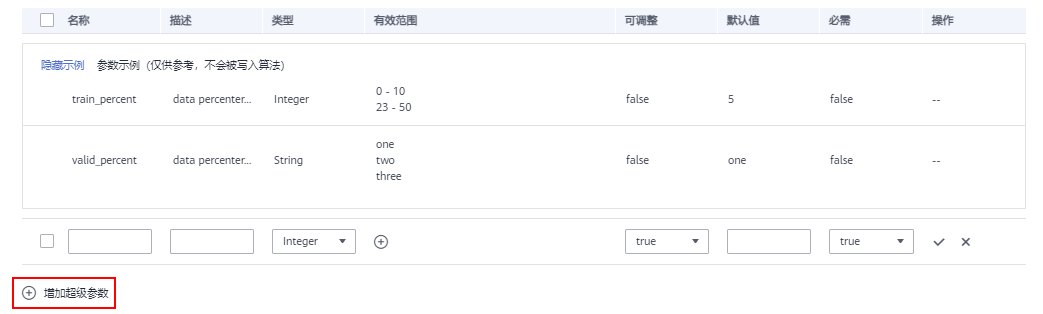 名称 描述 类型 有效范围 可调整 默认值 必需 操作
隐藏示例 参数示例（仅供参考，不会被写入算法）
train_percent data percenter... Integer 0 - 10 false 5 false --
23 - 50
valid_percent data percenter... String one false one false --
two
three
Integer true true
增加超级参数